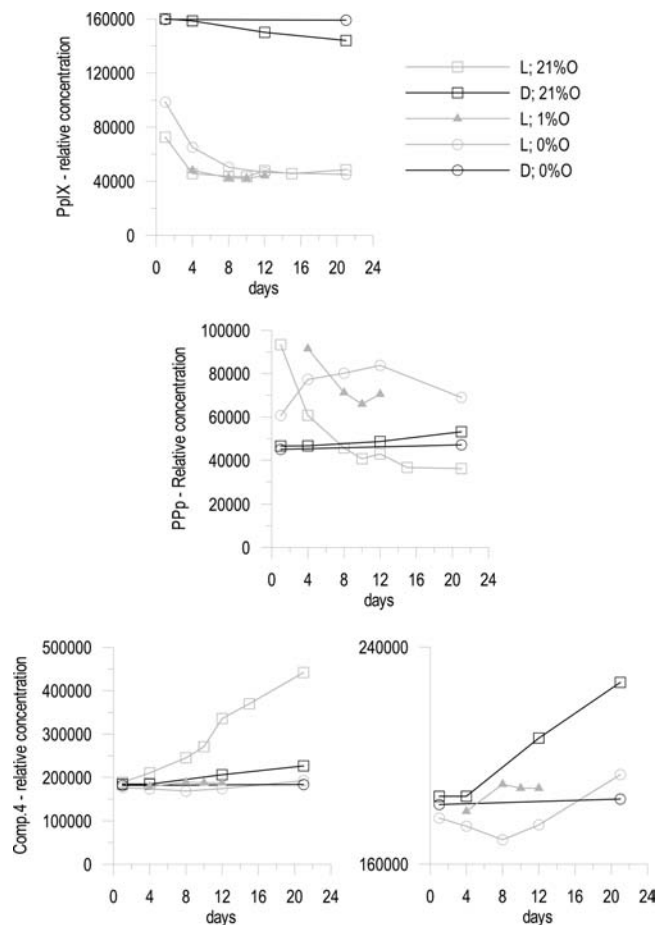 160000
120000
80000
40000
0
PpIX - relative concentration
0 4 8 12 16 20 24
days
L; 21%O
D; 21%O
L; 1%O
L; 0%O
D; 0%O
100000
80000
60000
40000
20000
0
PPp - Relative concentration
0 4 8 12 16 20 24
days
500000
400000
300000
200000
100000
0
Comp.4 - relative concentration
0 4 8 12 16 20 24
days
240000
160000
0 4 8 12 16 20 24
days